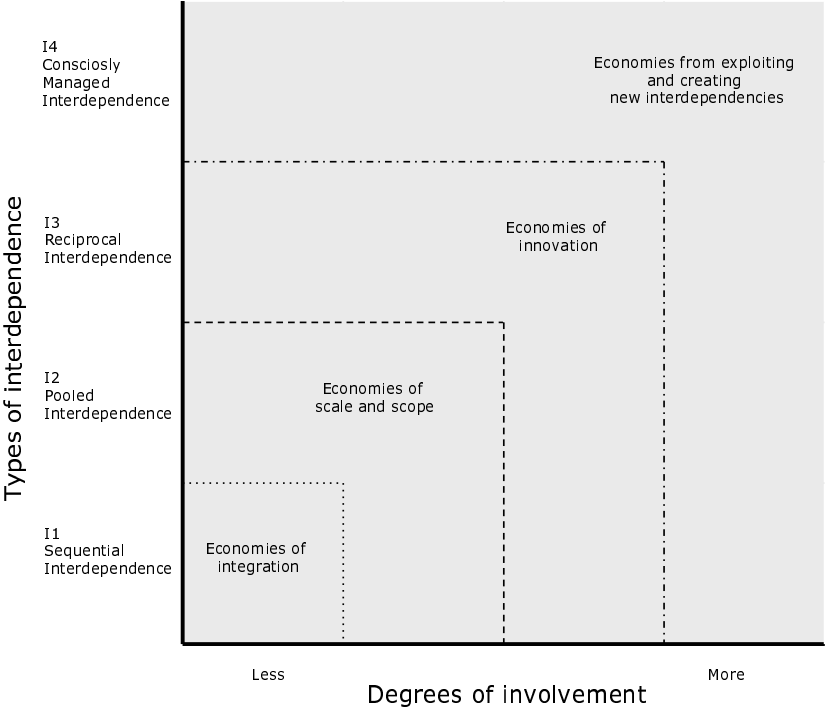 I4
Consciosly
Managed
Interdependence
Economies from exploiting
and creating
new interdependencies
I3
Reciprocal
Interdependence
Economies of
innovation
Types of interdependence
I2
Pooled
Interdependence
Economies of
scale and scope
I1
Sequential
Interdependence
Economies of
integration
Less
More
Degrees of involvement